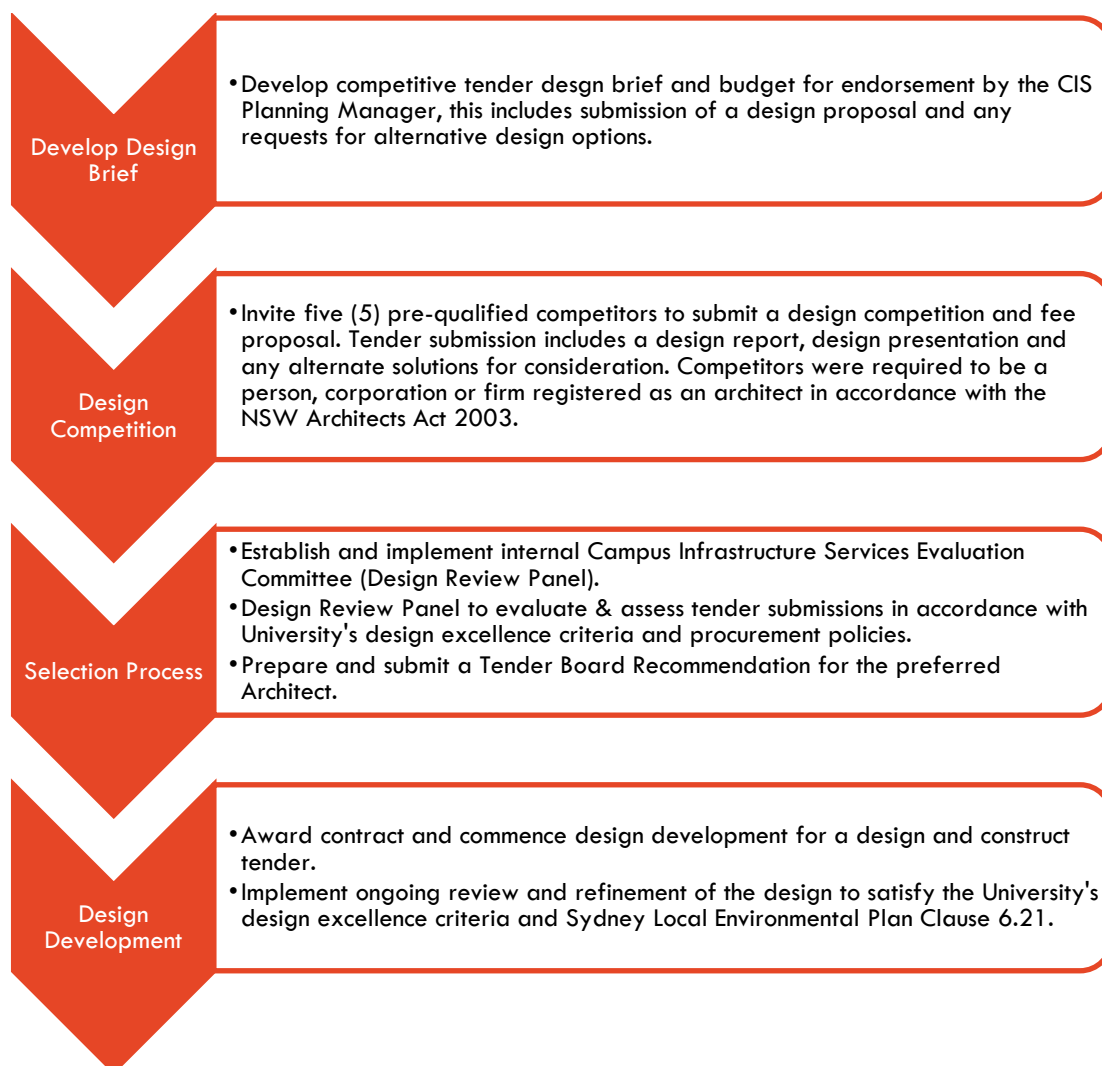 Develop Design
Brief
•Develop competitive tender desgn brief and budget for endorsement by the CIS
Planning Manager, this includes submission of a design proposal and any
requests for alternative design options.
Design
Competition
•Invite five (5) pre-qualified competitors to submit a design competition and fee
proposal. Tender submission includes a design report, design presentation and
any alternate solutions for consideration. Competitors were required to be a
person, corporation or firm registered as an architect in accordance with the
NSW Architects Act 2003.
Selection Process
•Establish and implement internal Campus Infrastructure Services Evaluation
Committee (Design Review Panel).
•Design Review Panel to evaluate & assess tender submissions in accordance with
University's design excellence criteria and procurement policies.
•Prepare and submit a Tender Board Recommendation for the preferred
Architect.
Design
Development
•Award contract and commence design development for a design and construct
tender.
•Implement ongoing review and refinement of the design to satisfy the University's
design excellence criteria and Sydney Local Environmental Plan Clause 6.21.